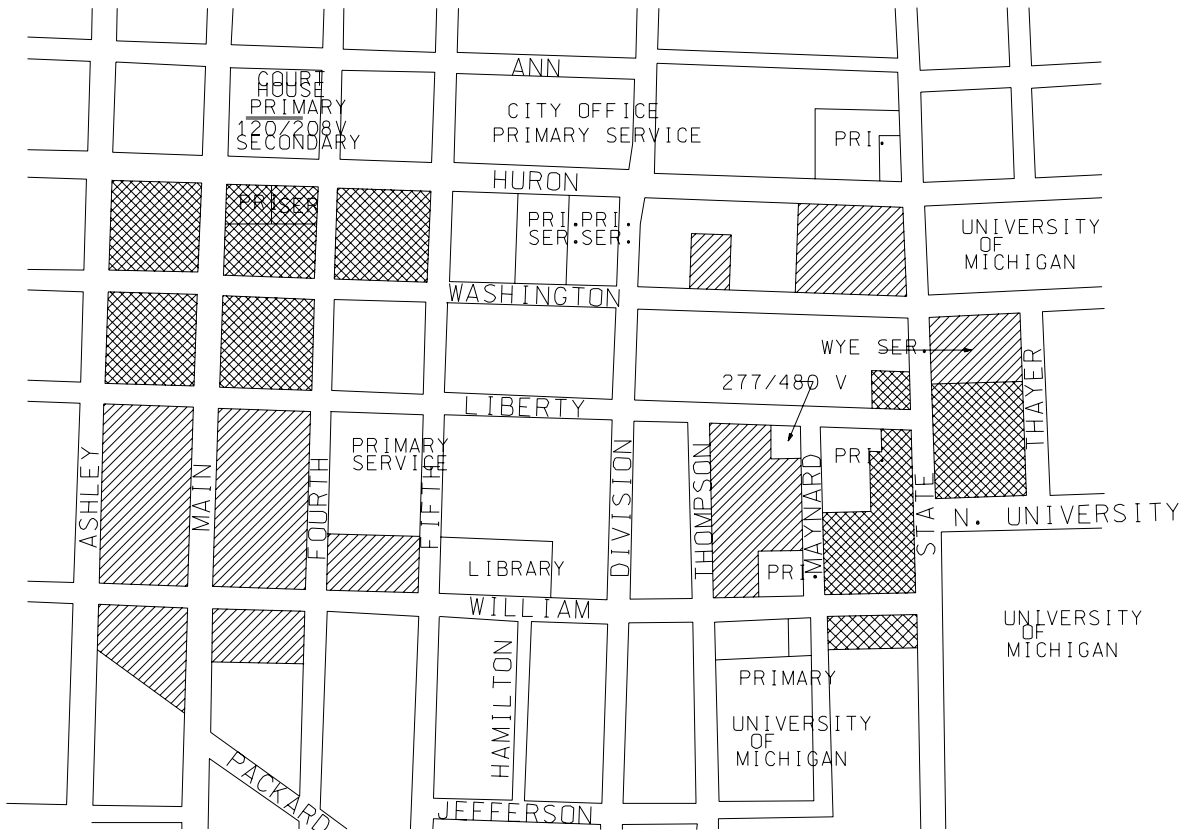 ANN
COURT
HOUSE
PRIMARY
120/208V
SECONDARY
CITY OFFICE
PRIMARY SERVICE
PRI.
HURON
PRI
SER
PRI. PRI.
SER. SER.
UNIVERSITY
OF
MICHIGAN
WASHINGTON
WYE SER.
277/480 V
THAYER
LIBERTY
PRIMARY
SERVICE
PRI.
ASHLEY
MAIN
FOURTH
FIFTH
DIVISION
THOMPSON
MAYNARD
STATE
N. UNIVERSITY
LIBRARY
PRI.
WILLIAM
UNIVERSITY
OF
MICHIGAN
HAMILTON
PRIMARY
UNIVERSITY
OF
MICHIGAN
PACKARD
JEFFERSON